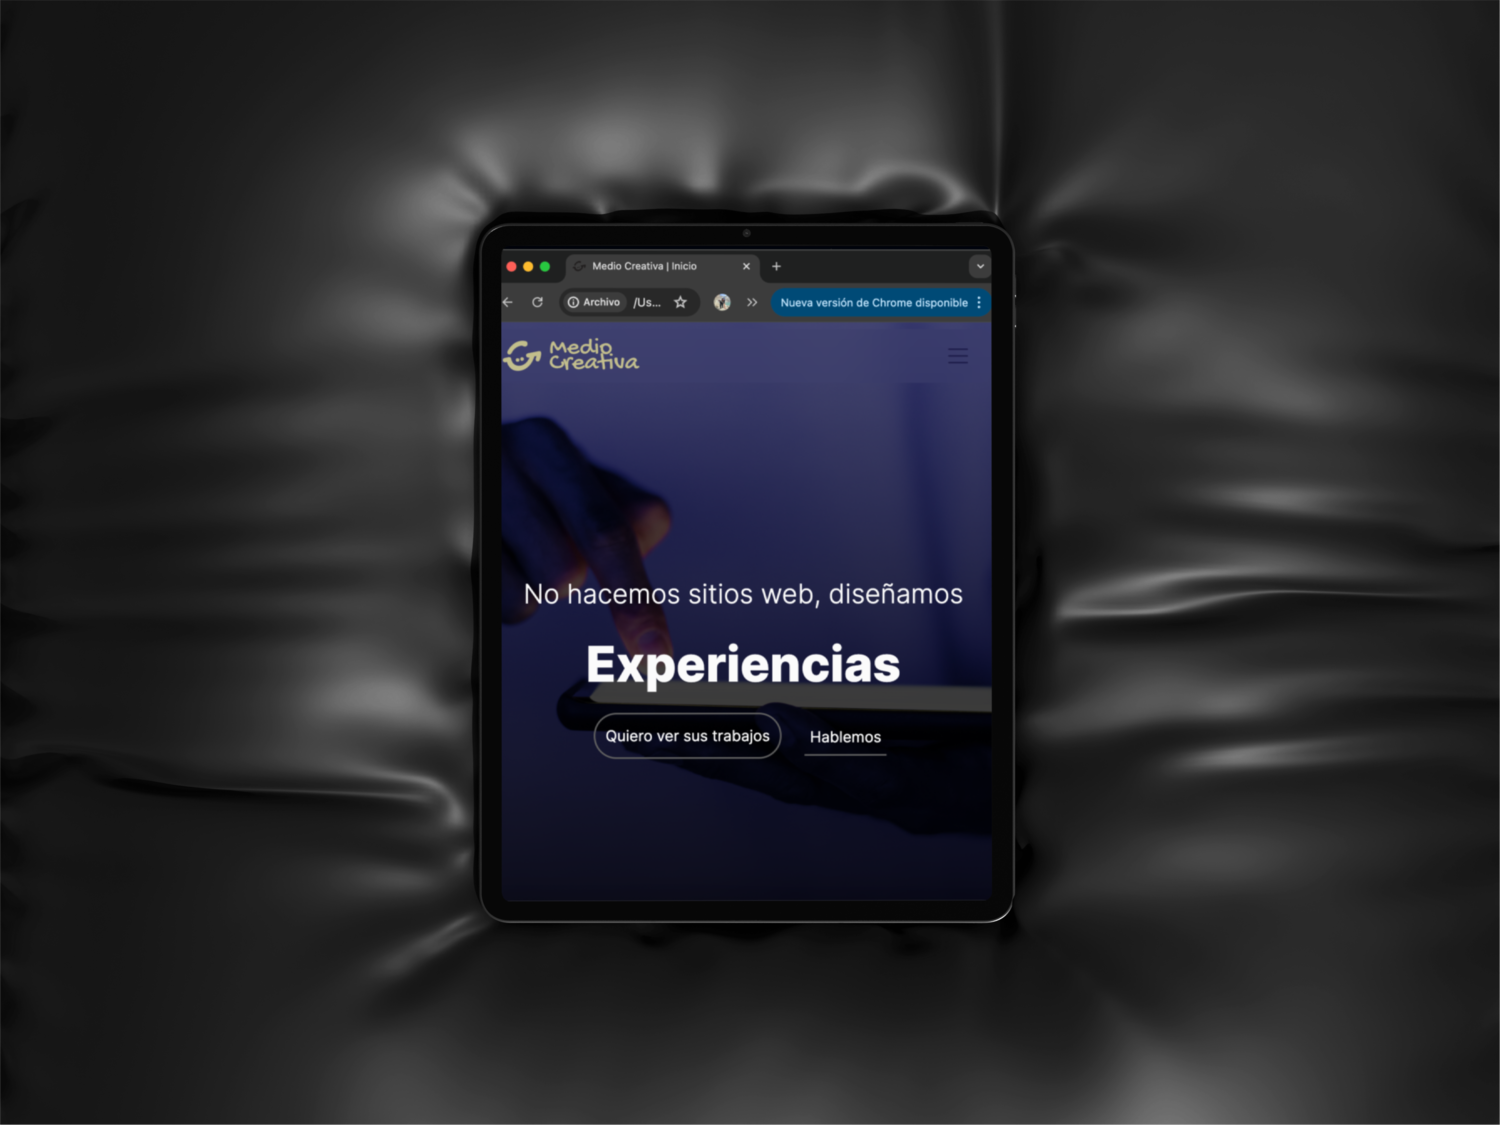 Medio Creativa | Inicio
Archivo /Us... Nueva versión de Chrome disponible
Medio
Creativa
No hacemos sitios web, diseñamos
Experiencias
Quiero ver sus trabajos Hablemos